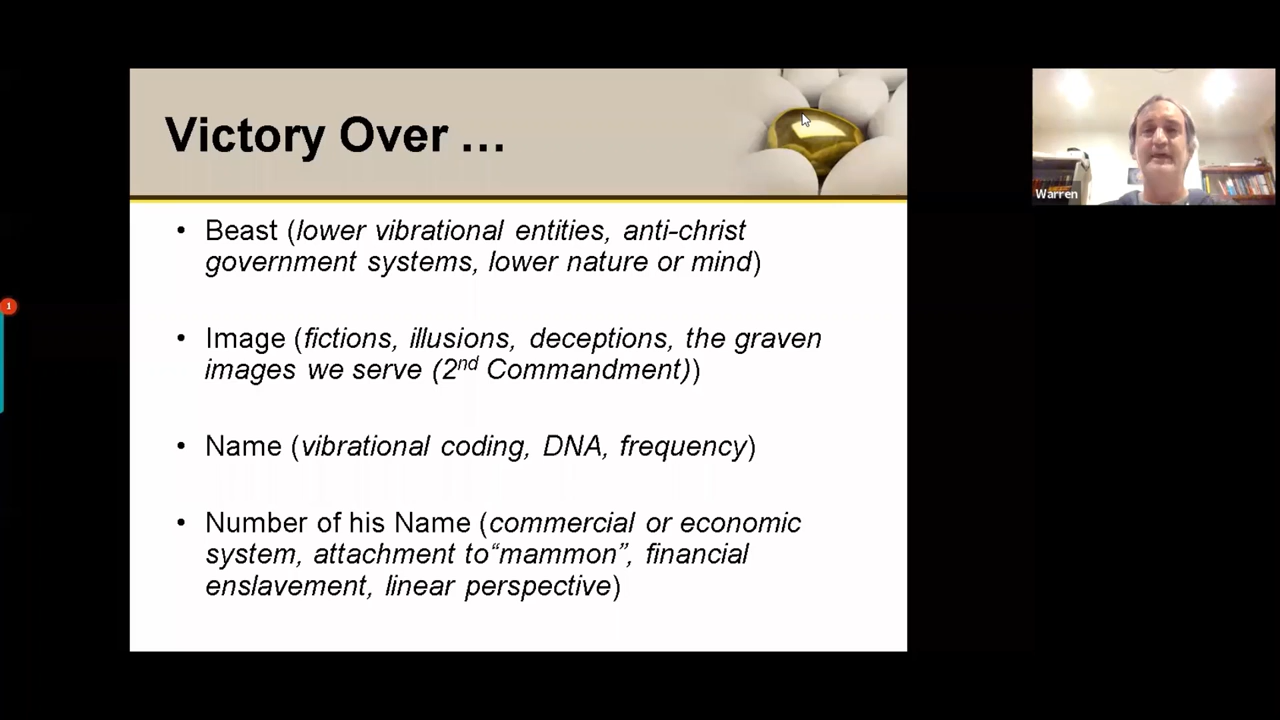 Victory Over …
• Beast (lower vibrational entities, anti-christ
government systems, lower nature or mind)
• Image (fictions, illusions, deceptions, the graven
images we serve (2nd Commandment))
• Name (vibrational coding, DNA, frequency)
• Number of his Name (commercial or economic
system, attachment to“mammon”, financial
enslavement, linear perspective)
Warren
1